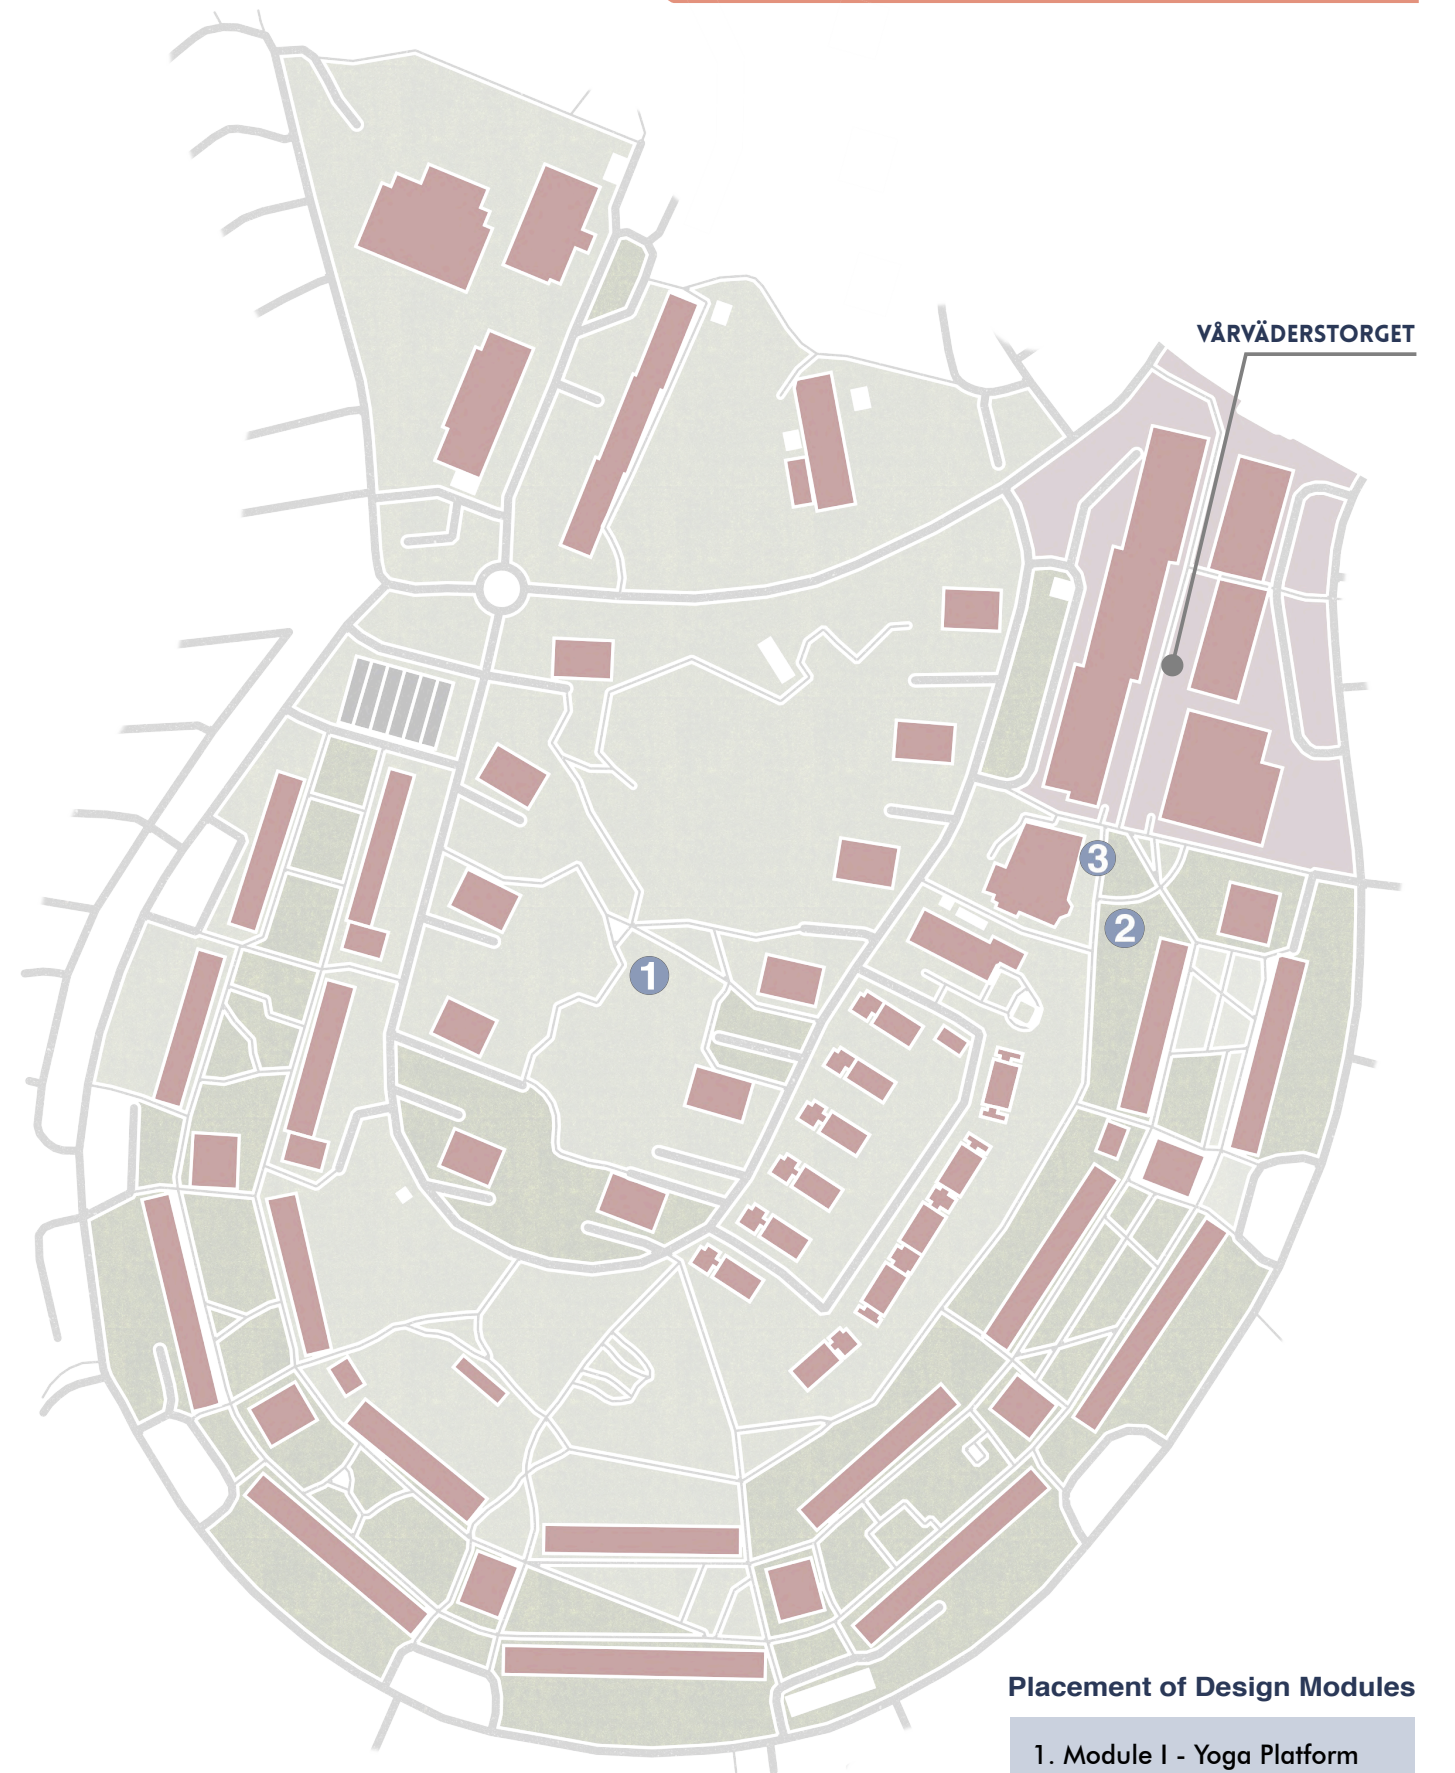 VÅRVÄDERSTORGET
3
2
1
Placement of Design Modules
1. Module I - Yoga Platform